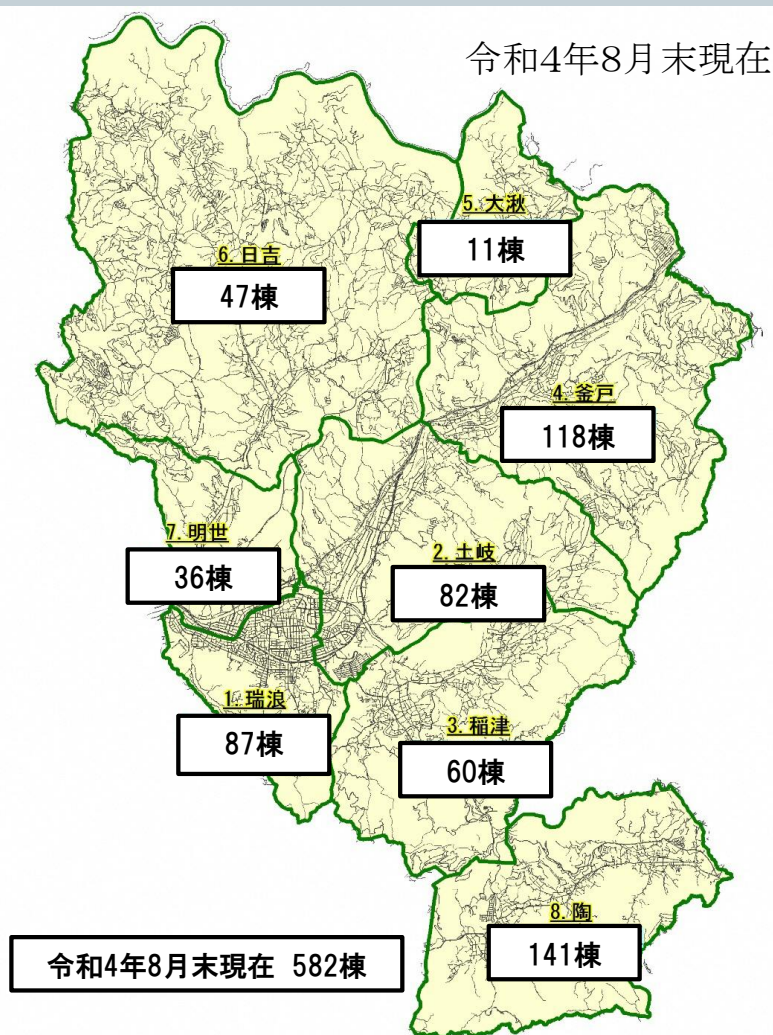 令和4年8月末現在
5.大湫
11棟
6.日吉
47棟
4.釜戸
118棟
7.明世
36棟
2.土岐
82棟
1.瑞浪
87棟
3.稲津
60棟
8.陶
141棟
令和4年8月末現在 582棟